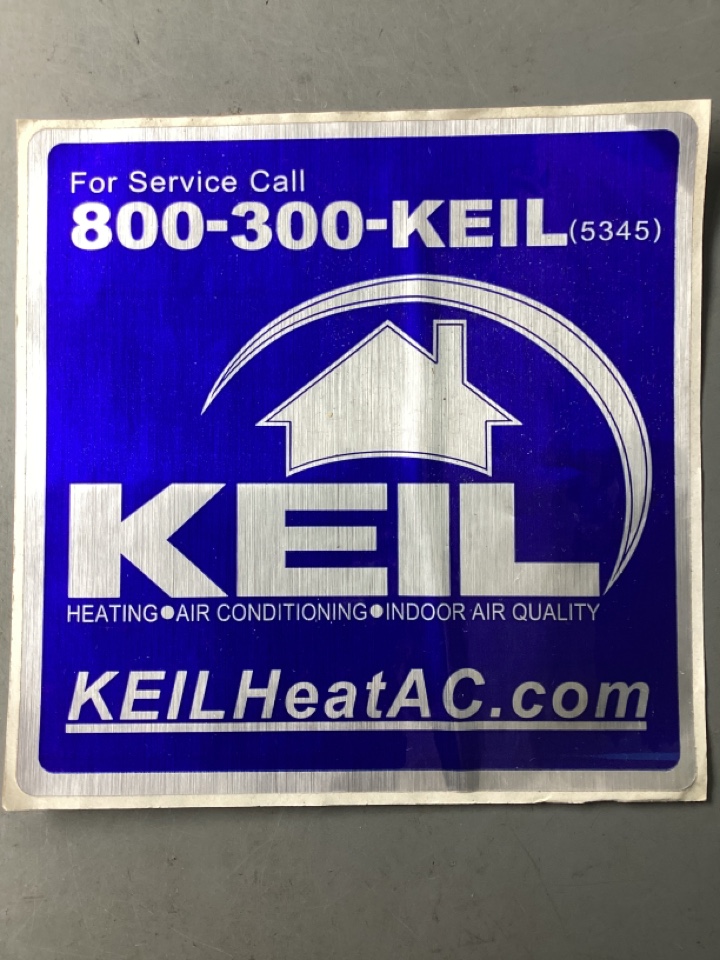 For Service Call
800-300-KEIL(5345)
KEIL
HEATING●AIR CONDITIONING●INDOOR AIR QUALITY
KEILHeatAC.com